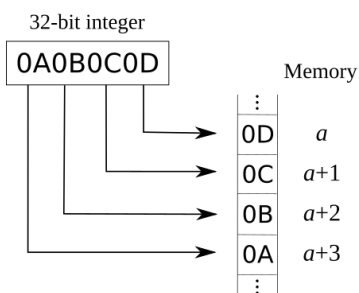 32-bit integer
0A0B0C0D
Memory
⋮
0D a
0C a+1
0B a+2
0A a+3
⋮